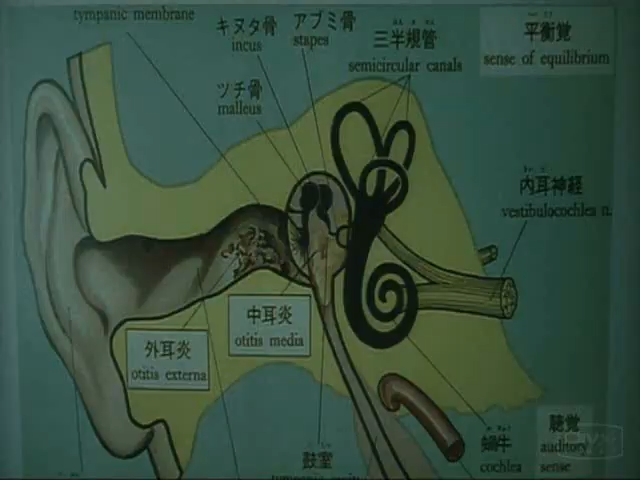 tympanic membrane
キヌタ骨
incus
アブミ骨
stapes
三半規管
semicircular canals
平衡覚
sense of equilibrium
ツチ骨
malleus
内耳神経
vestibulocochlea n.
中耳炎
otitis media
外耳炎
otitis externa
鼓室
蝸牛
cochlea
聴覚
auditory
sense